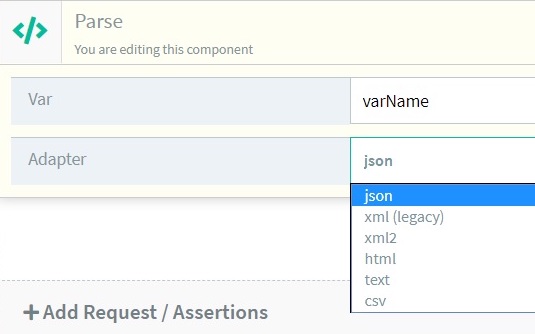 Parse
You are editing this component
Var
varName
Adapter
json
json
xml (legacy)
xml2
html
text
csv
+Add Request / Assertions